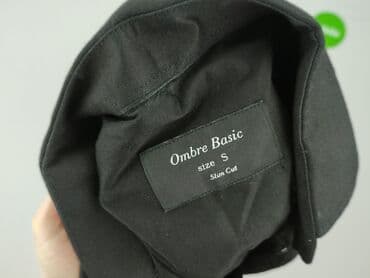 Ombre Basic
size S
Slim Cut